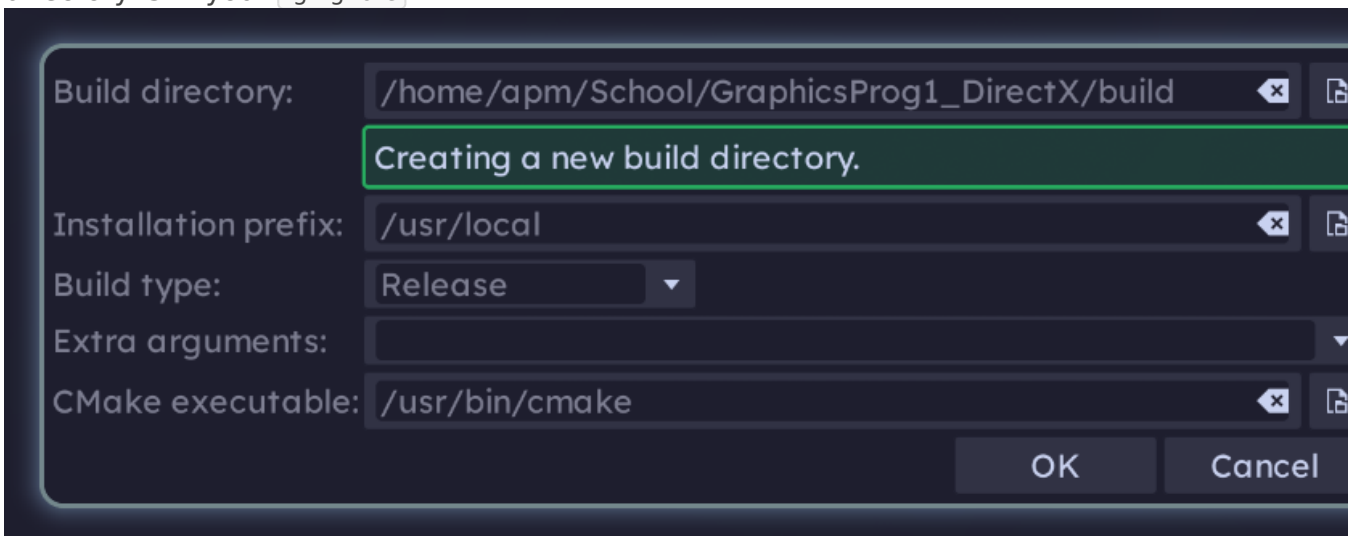 Build directory: /home/apm/School/GraphicsProg1_DirectX/build
Creating a new build directory.
Installation prefix: /usr/local
Build type: Release
Extra arguments:
CMake executable: /usr/bin/cmake
OK Cancel